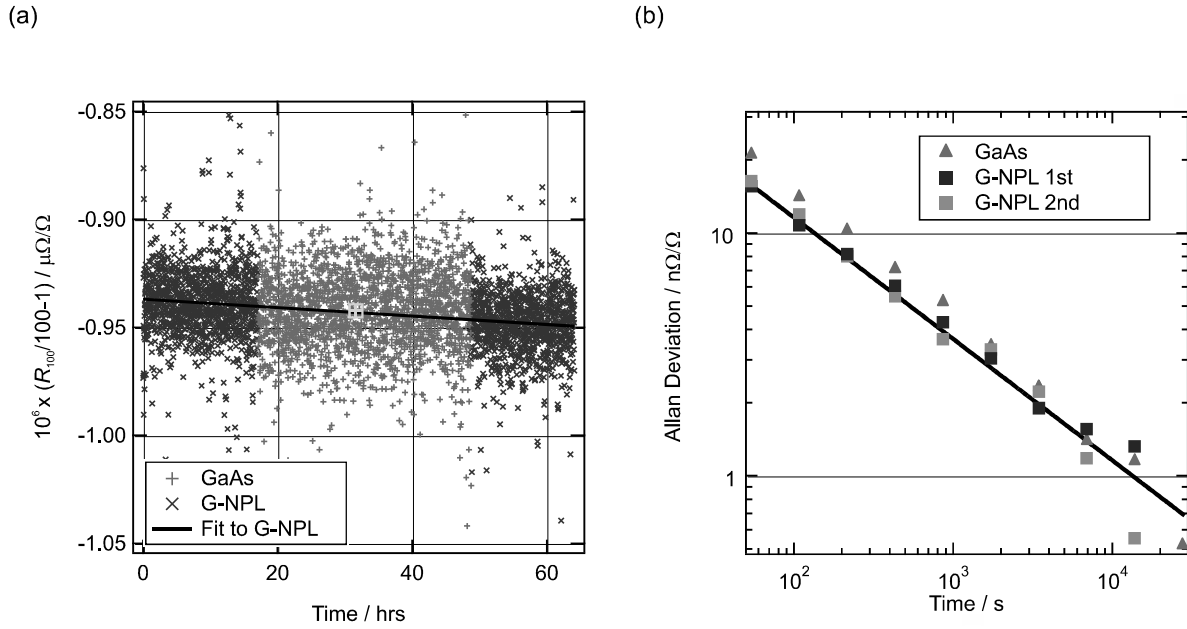 (a)
-0.85
-0.90
-0.95
-1.00
-1.05
10⁶ x (R₁₀₀/100-1) / μΩ/Ω
GaAs
G-NPL
Fit to G-NPL
0
20
40
60
Time / hrs
(b)
10
1
Allan Deviation / nΩ/Ω
GaAs
G-NPL 1st
G-NPL 2nd
10²
10³
10⁴
Time / s